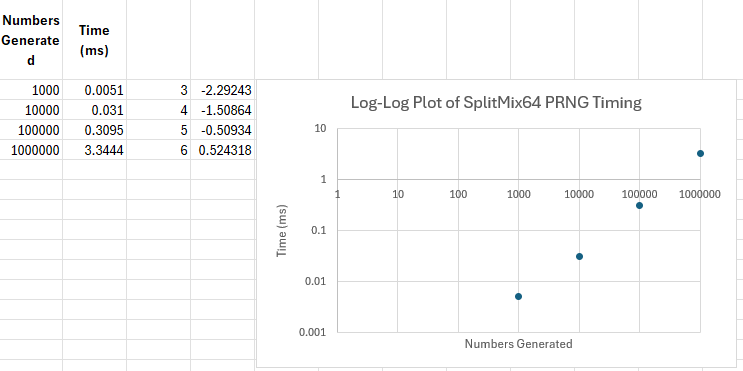 Numbers
Generate
d
Time
(ms)
1000 0.0051 3 -2.29243
10000 0.031 4 -1.50864
100000 0.3095 5 -0.50934
1000000 3.3444 6 0.524318
Log-Log Plot of SplitMix64 PRNG Timing
10
1
0.1
0.01
0.001
1 10 100 1000 10000 100000 1000000
Time (ms)
Numbers Generated